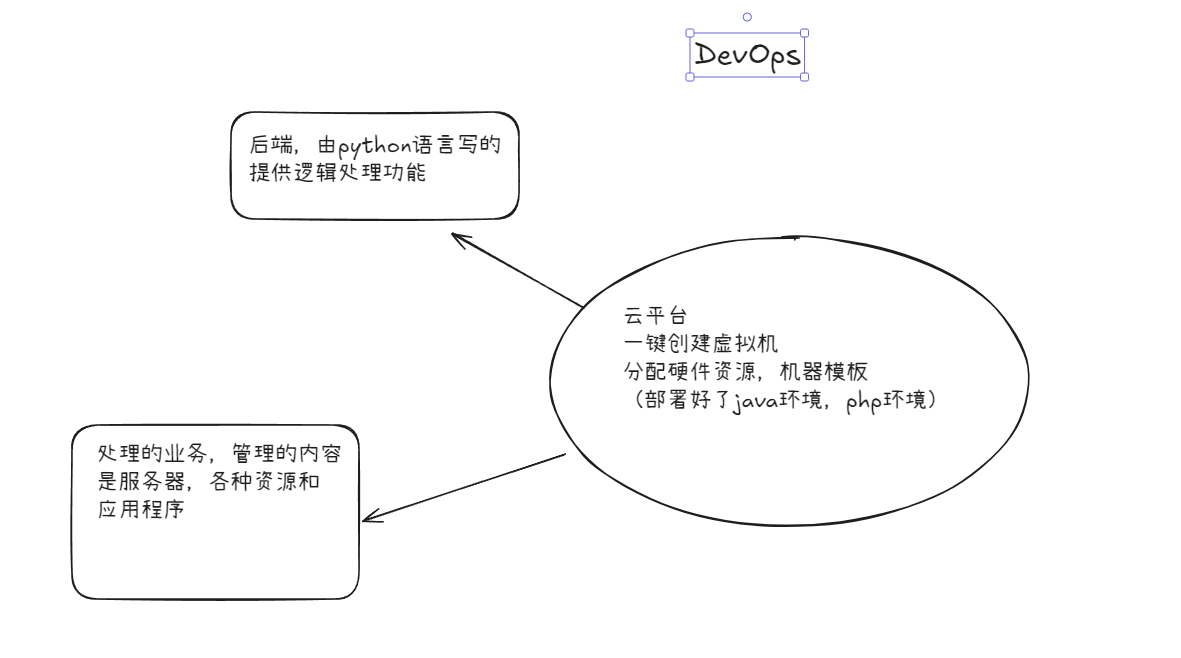 DevOps
后端，由python语言写的
提供逻辑处理功能
云平台
一键创建虚拟机
分配硬件资源，机器模板
（部署好了java环境，php环境）
处理的业务，管理的内容
是服务器，各种资源和
应用程序